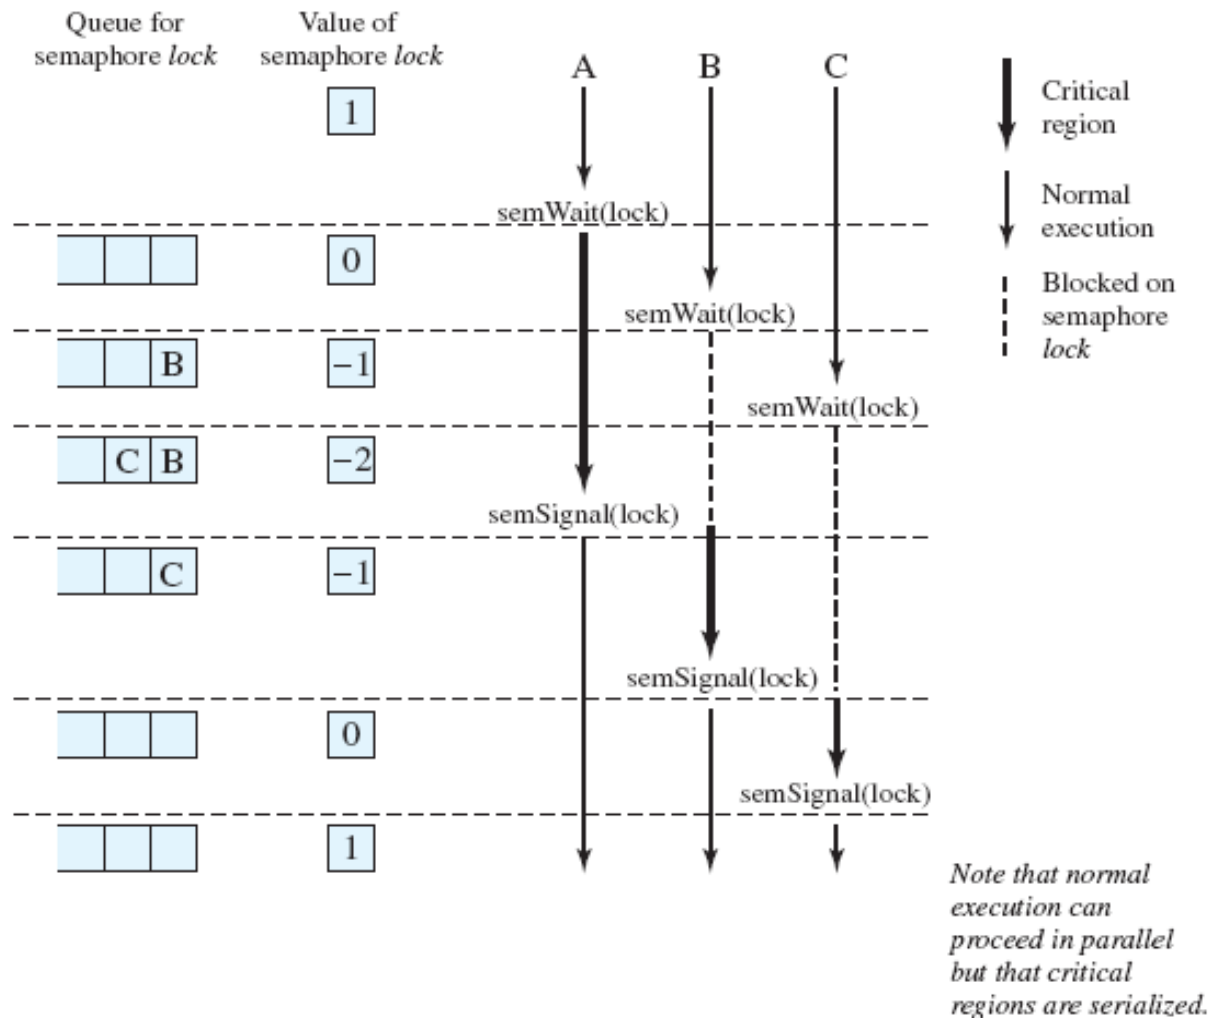 Queue for
semaphore lock
Value of
semaphore lock
A
B
C
1
Critical
region
Normal
execution
Blocked on
semaphore
lock
semWait(lock)
0
semWait(lock)
B
−1
semWait(lock)
C B
−2
semSignal(lock)
C
−1
semSignal(lock)
0
semSignal(lock)
1
Note that normal
execution can
proceed in parallel
but that critical
regions are serialized.